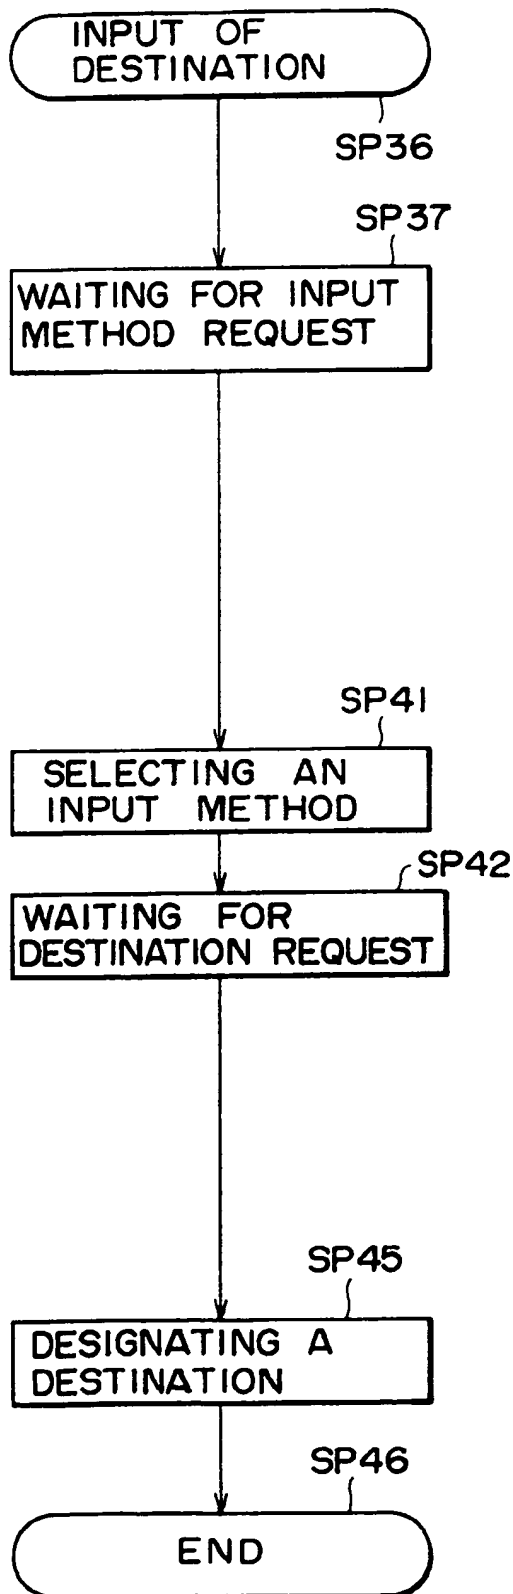 INPUT OF
DESTINATION
SP36
SP37
WAITING FOR INPUT
METHOD REQUEST
SP41
SELECTING AN
INPUT METHOD
SP42
WAITING FOR
DESTINATION REQUEST
SP45
DESIGNATING A
DESTINATION
SP46
END